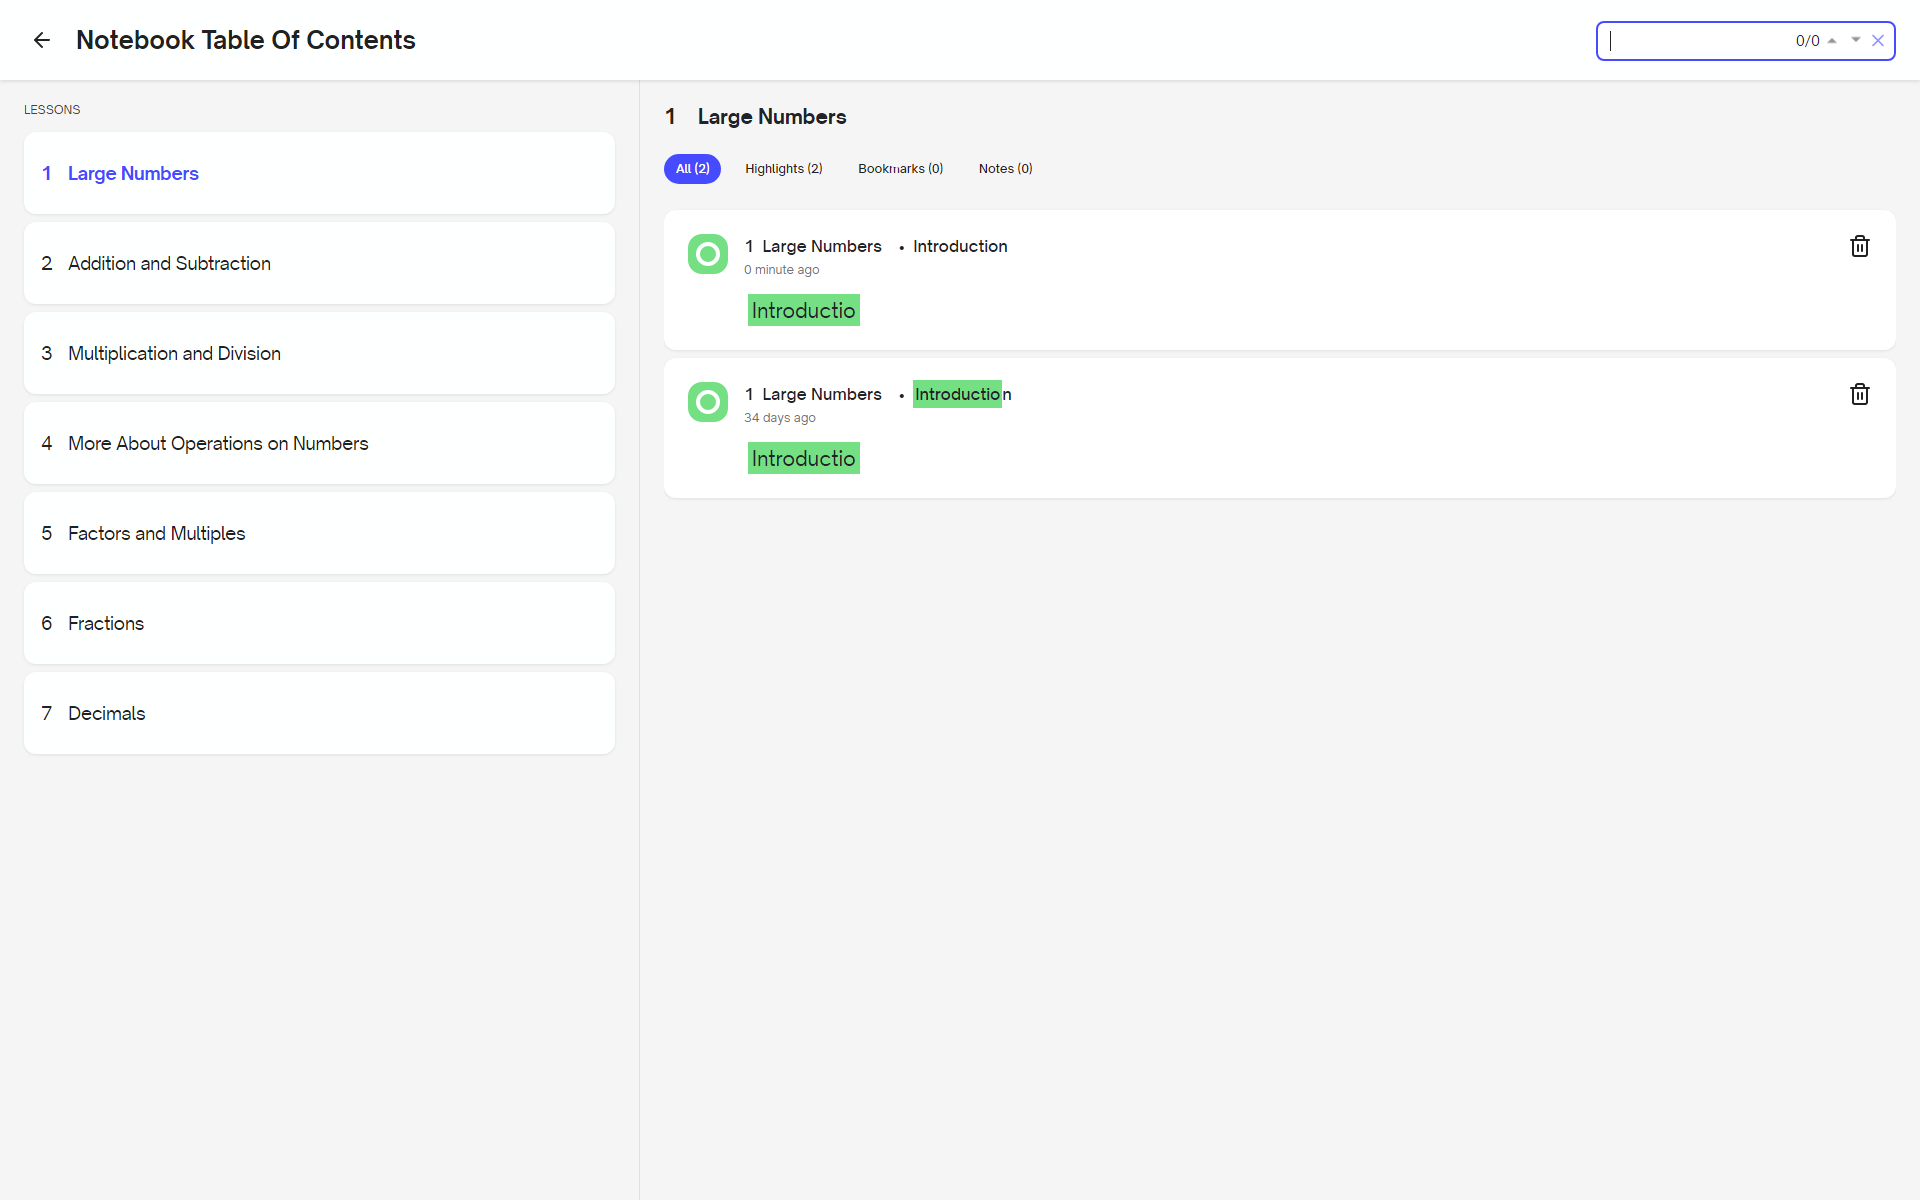 Notebook Table Of Contents
0/0
LESSONS
1 Large Numbers
2 Addition and Subtraction
3 Multiplication and Division
4 More About Operations on Numbers
5 Factors and Multiples
6 Fractions
7 Decimals
1 Large Numbers
All (2) Highlights (2) Bookmarks (0) Notes (0)
1 Large Numbers • Introduction
0 minute ago
Introductio
1 Large Numbers • Introduction
34 days ago
Introductio